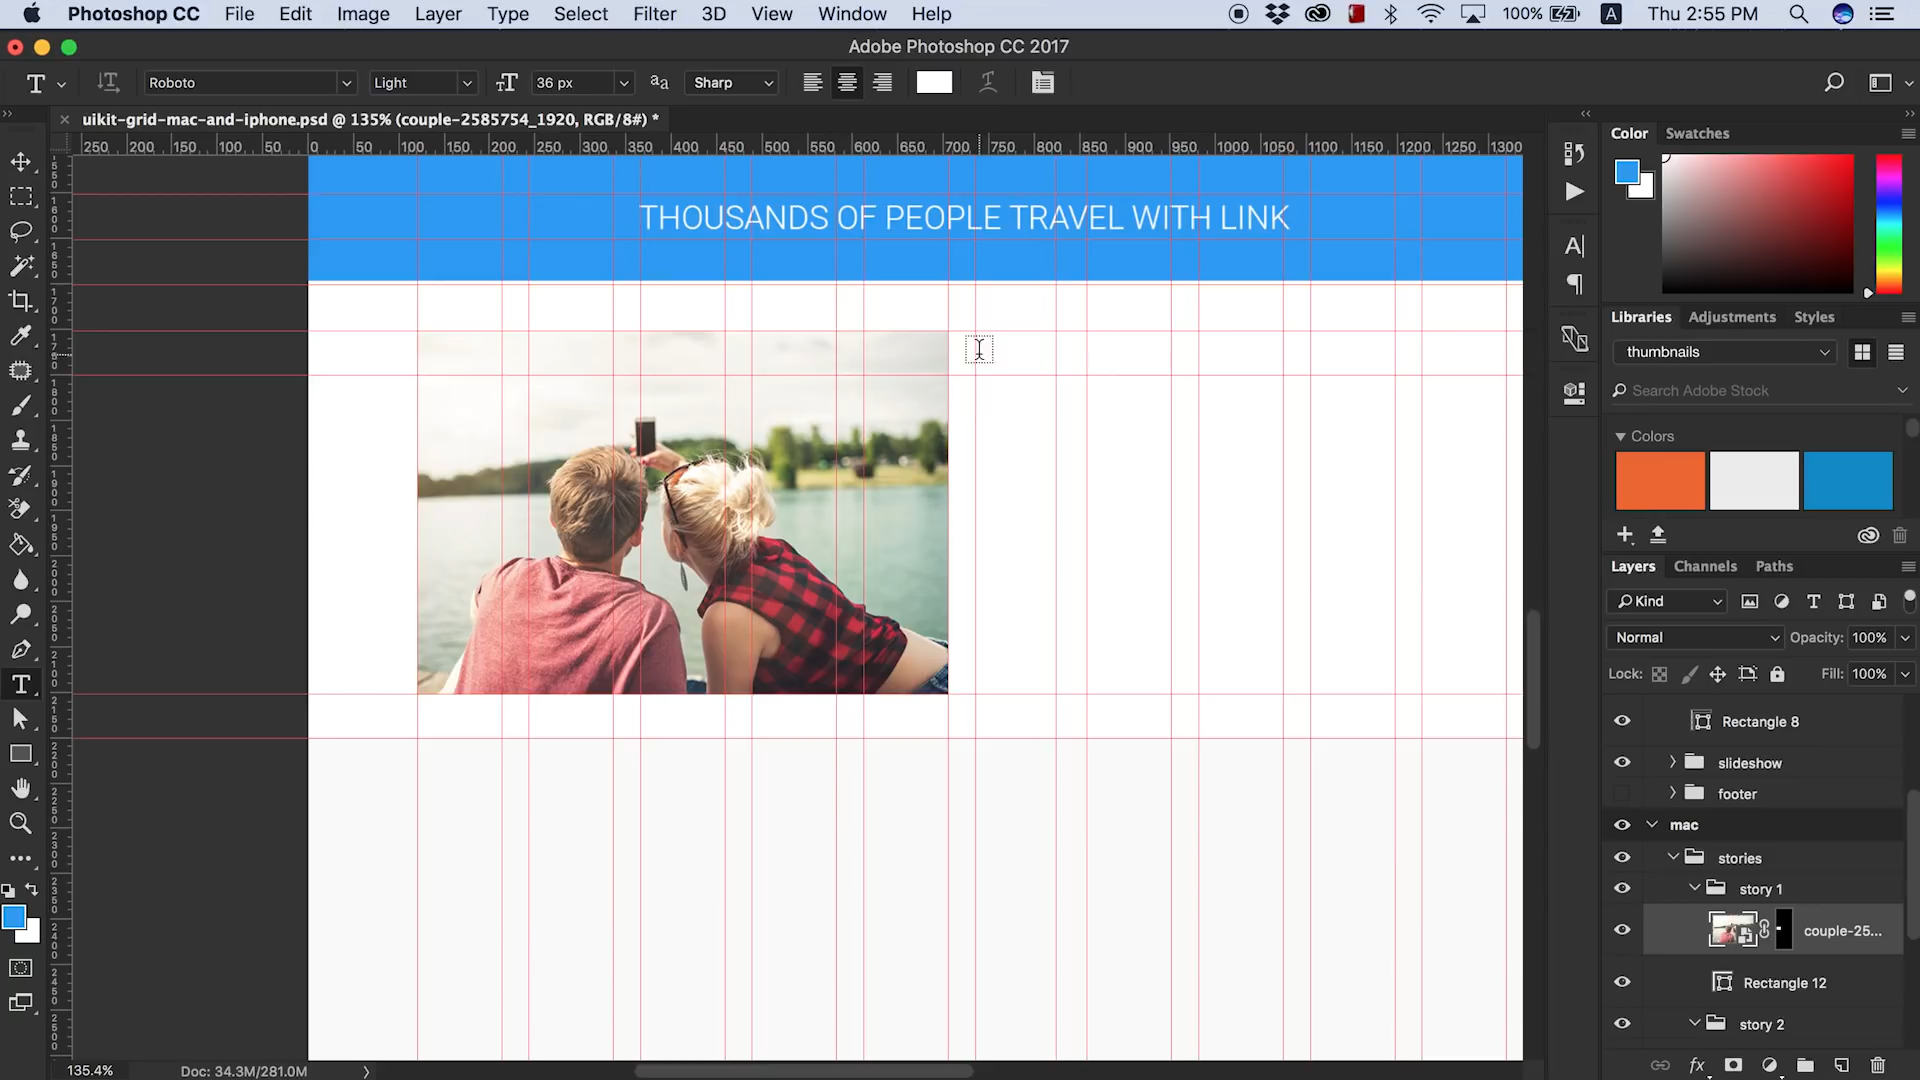 Photoshop CC File Edit Image Layer Type Select Filter 3D View Window Help 100% A Thu 2:55 PM
Adobe Photoshop CC 2017
T Roboto Light 36 px aa Sharp
uikit-grid-mac-and-iphone.psd @ 135% (couple-2585754_1920, RGB/8#) *
250 200 150 100 50 0 50 100 150 200 250 300 350 400 450 500 550 600 650 700 750 800 850 900 950 1000 1050 1100 1150 1200 1250 1300
Color Swatches
THOUSANDS OF PEOPLE TRAVEL WITH LINK
Libraries Adjustments Styles
thumbnails
Search Adobe Stock
Colors
Layers Channels Paths
Kind
Normal Opacity: 100%
Lock: Fill: 100%
Rectangle 8
slideshow
footer
mac
stories
story 1
couple-25...
Rectangle 12
story 2
fx
135.4% Doc: 34.3M/281.0M